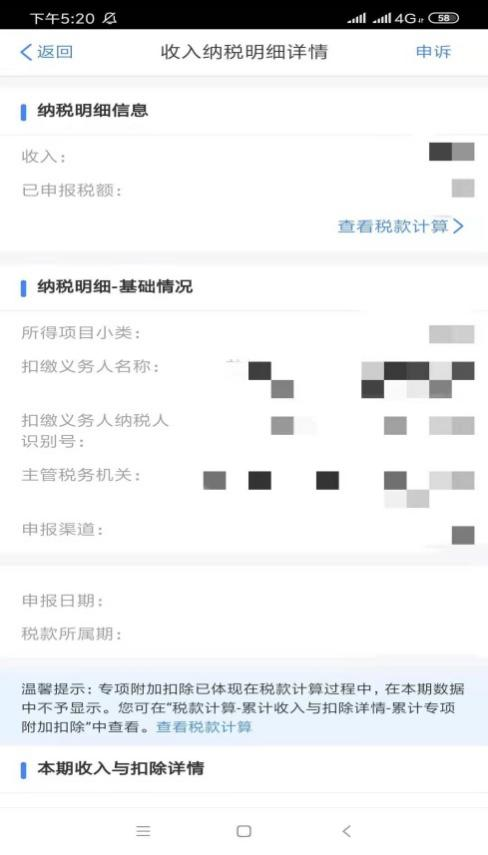 下午5:20 4G 58
返回 收入纳税明细详情 申诉
纳税明细信息
收入：
已申报税额：
查看税款计算
纳税明细-基础情况
所得项目小类：
扣缴义务人名称：
扣缴义务人纳税人
识别号：
主管税务机关：
申报渠道：
申报日期：
税款所属期：
温馨提示：专项附加扣除已体现在税款计算过程中，在本期数据
中不予显示。您可在“税款计算-累计收入与扣除详情-累计专项
附加扣除”中查看。查看税款计算
本期收入与扣除详情